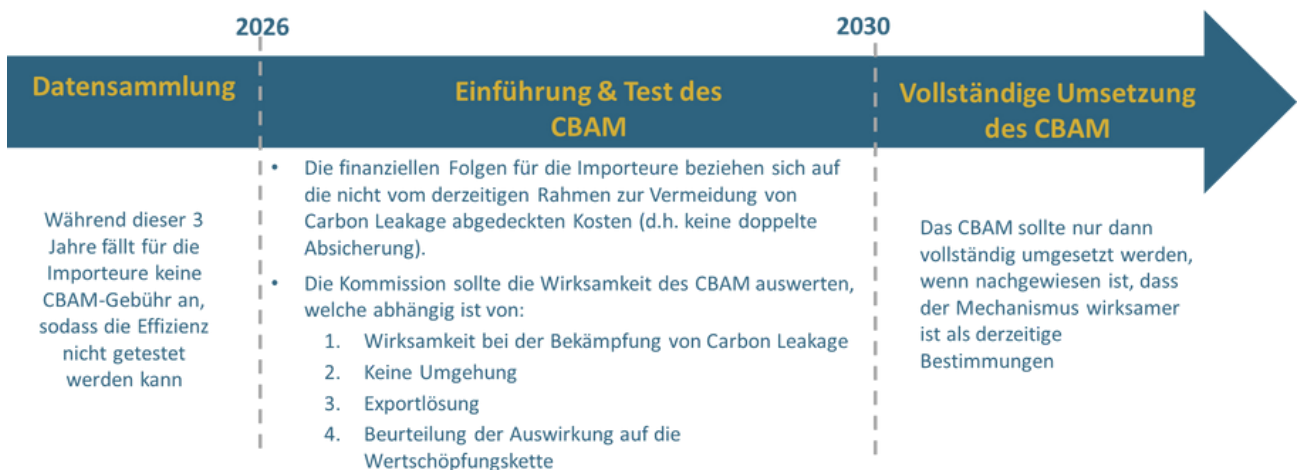 2026
2030
Datensammlung
Einführung & Test des
CBAM
Vollständige Umsetzung
des CBAM
Während dieser 3
Jahre fällt für die
Importeure keine
CBAM-Gebühr an,
sodass die Effizienz
nicht getestet
werden kann
• Die finanziellen Folgen für die Importeure beziehen sich auf
die nicht vom derzeitigen Rahmen zur Vermeidung von
Carbon Leakage abgedeckten Kosten (d.h. keine doppelte
Absicherung).
• Die Kommission sollte die Wirksamkeit des CBAM auswerten,
welche abhängig ist von:
1. Wirksamkeit bei der Bekämpfung von Carbon Leakage
2. Keine Umgehung
3. Exportlösung
4. Beurteilung der Auswirkung auf die
Wertschöpfungskette
Das CBAM sollte nur dann
vollständig umgesetzt werden,
wenn nachgewiesen ist, dass
der Mechanismus wirksamer
ist als derzeitige
Bestimmungen